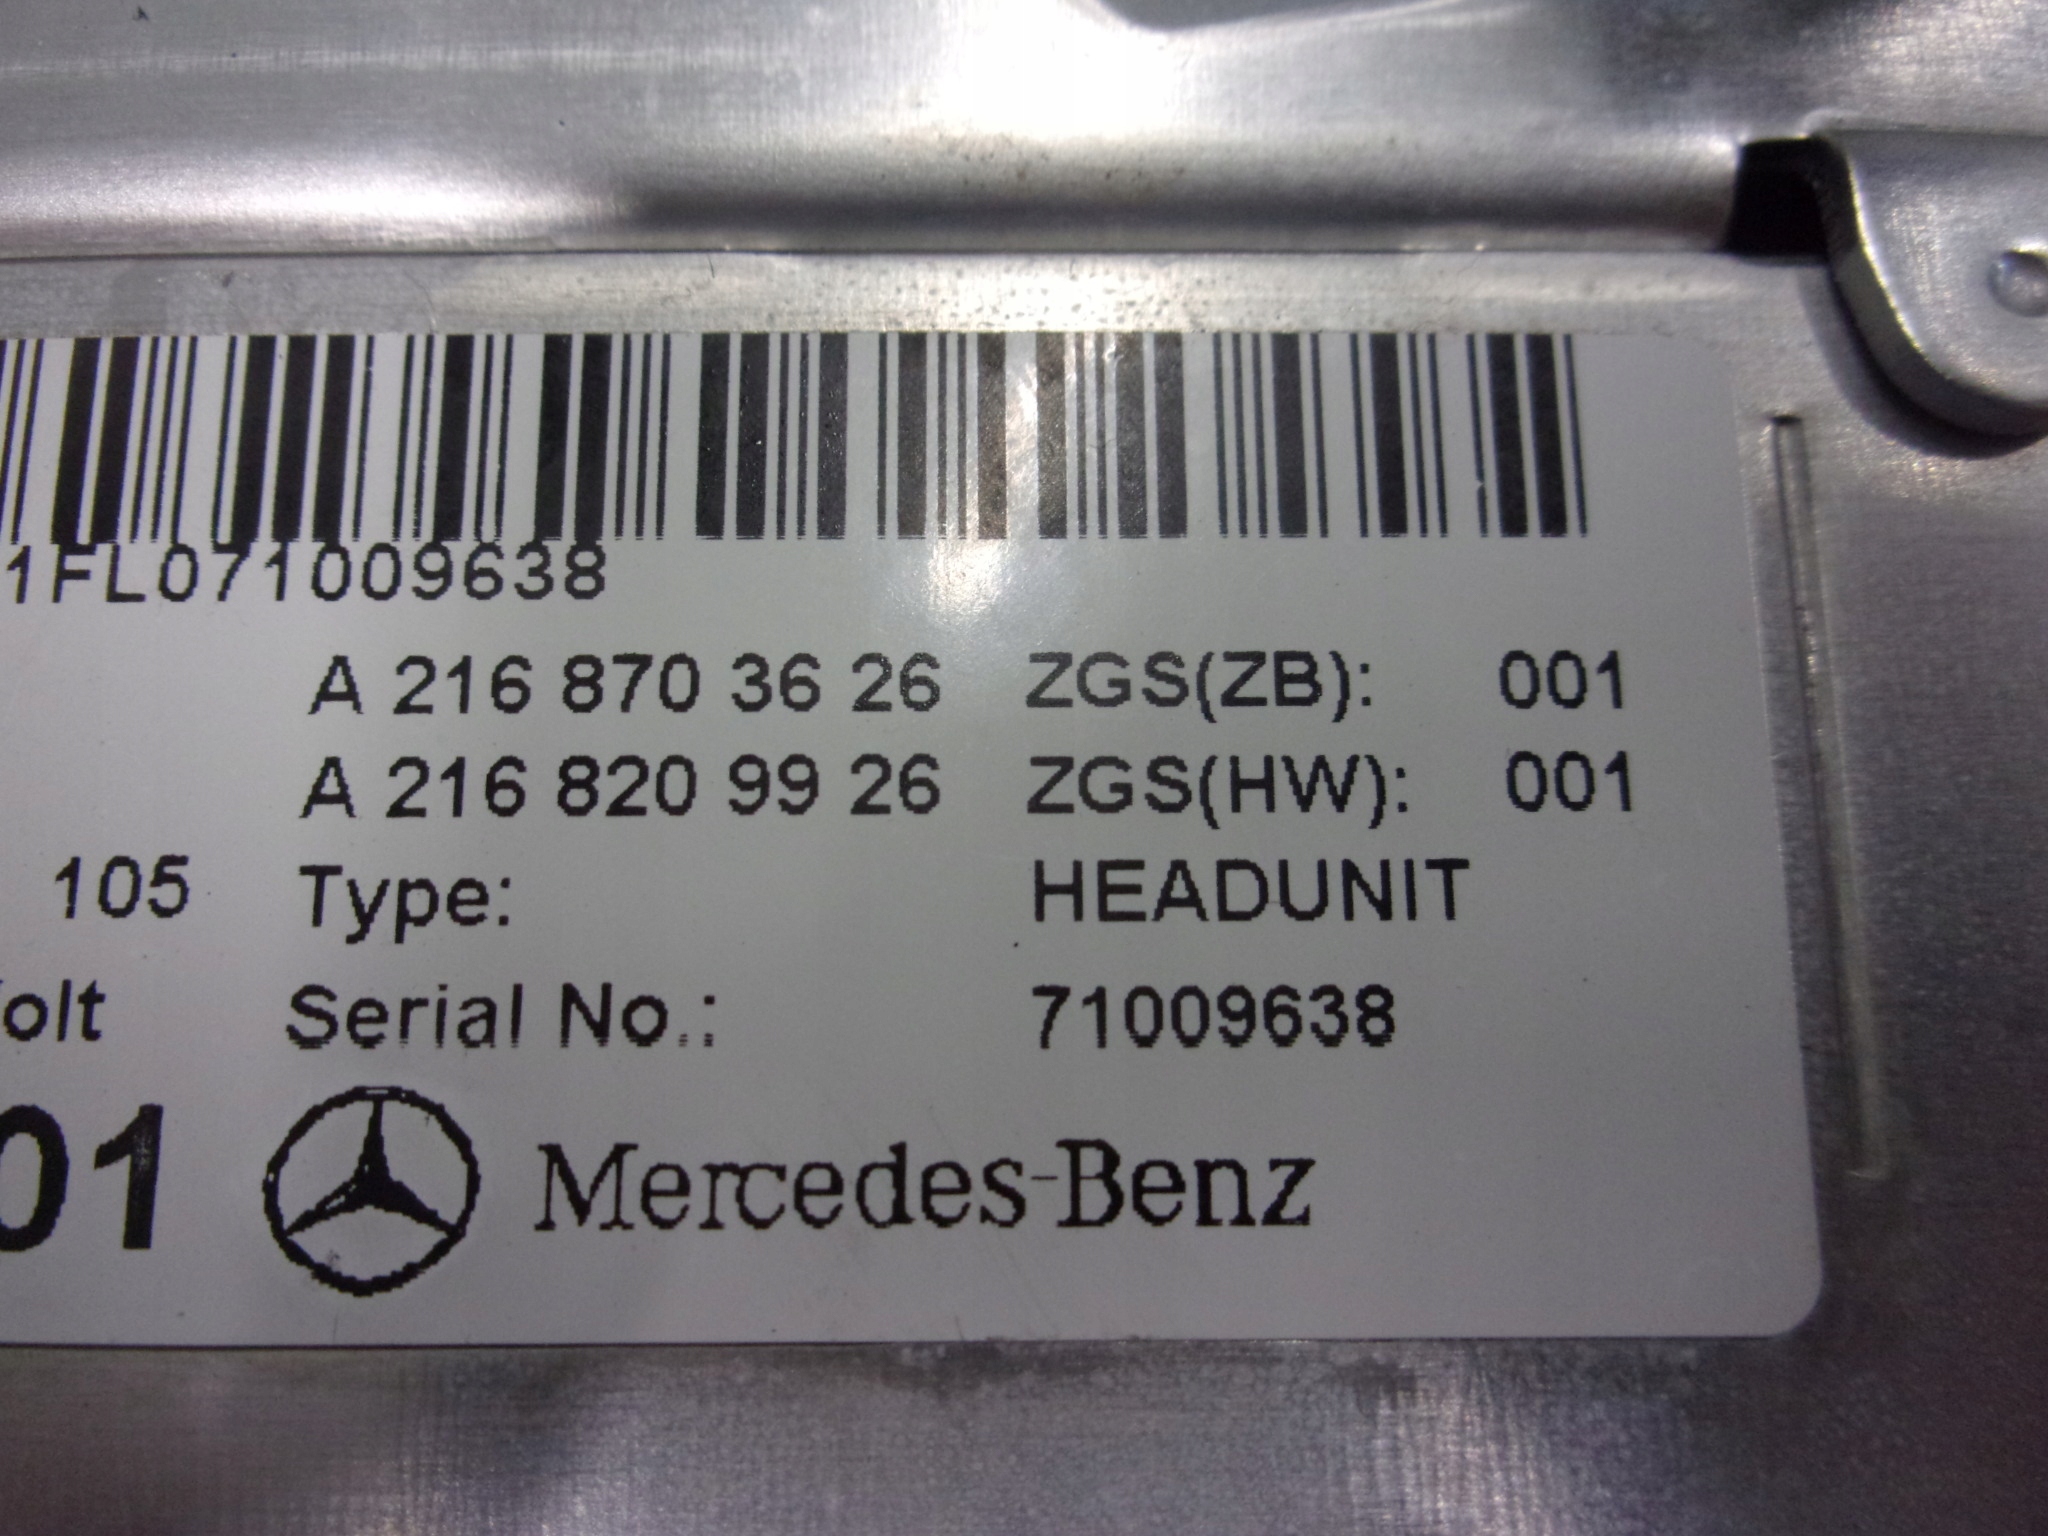 1FL071009638
A 216 870 36 26 ZGS(ZB): 001
A 216 820 99 26 ZGS(HW): 001
105 Type: HEADUNIT
olt Serial No.: 71009638
01 Mercedes-Benz